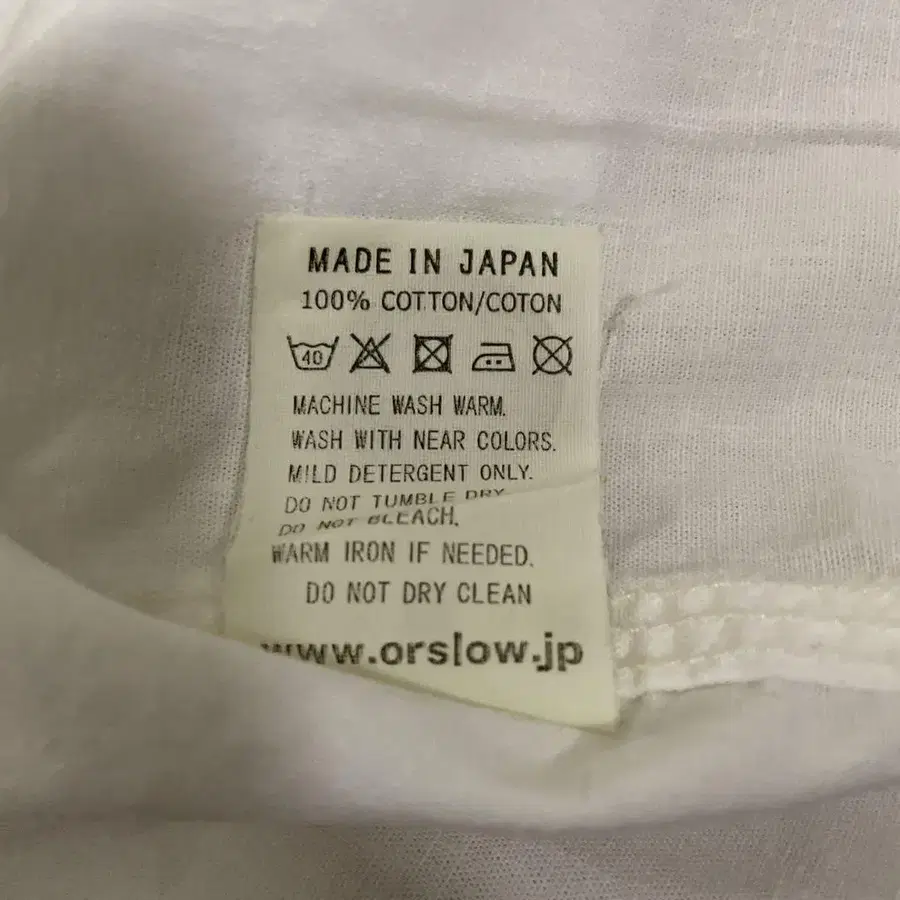 MADE IN JAPAN
100% COTTON/COTON
40
MACHINE WASH WARM.
WASH WITH NEAR COLORS.
MILD DETERGENT ONLY.
DO NOT TUMBLE DRY
DO NOT BLEACH.
WARM IRON IF NEEDED.
DO NOT DRY CLEAN
www.orslow.jp